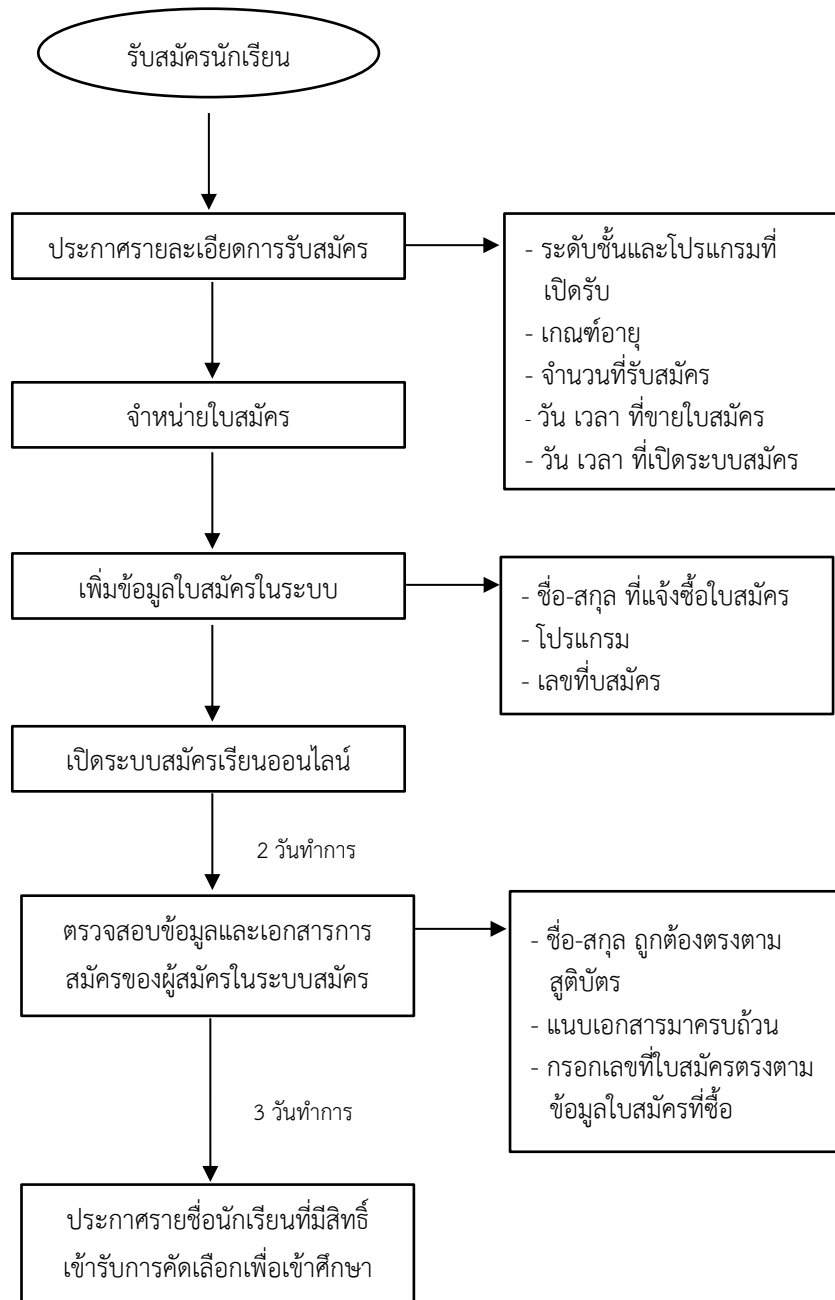 รับสมัครนักเรียน
ประกาศรายละเอียดการรับสมัคร
- ระดับชั้นและโปรแกรมที่
เปิดรับ
- เกณฑ์อายุ
- จำนวนที่รับสมัคร
- วัน เวลา ที่ขายใบสมัคร
- วัน เวลา ที่เปิดระบบสมัคร
จำหน่ายใบสมัคร
เพิ่มข้อมูลใบสมัครในระบบ
- ชื่อ-สกุล ที่แจ้งซื้อใบสมัคร
- โปรแกรม
- เลขที่บสมัคร
เปิดระบบสมัครเรียนออนไลน์
2 วันทำการ
ตรวจสอบข้อมูลและเอกสารการ
สมัครของผู้สมัครในระบบสมัคร
- ชื่อ-สกุล ถูกต้องตรงตาม
สูติบัตร
- แนบเอกสารมาครบถ้วน
- กรอกเลขที่ใบสมัครตรงตาม
ข้อมูลใบสมัครที่ซื้อ
3 วันทำการ
ประกาศรายชื่อนักเรียนที่มีสิทธิ์
เข้ารับการคัดเลือกเพื่อเข้าศึกษา